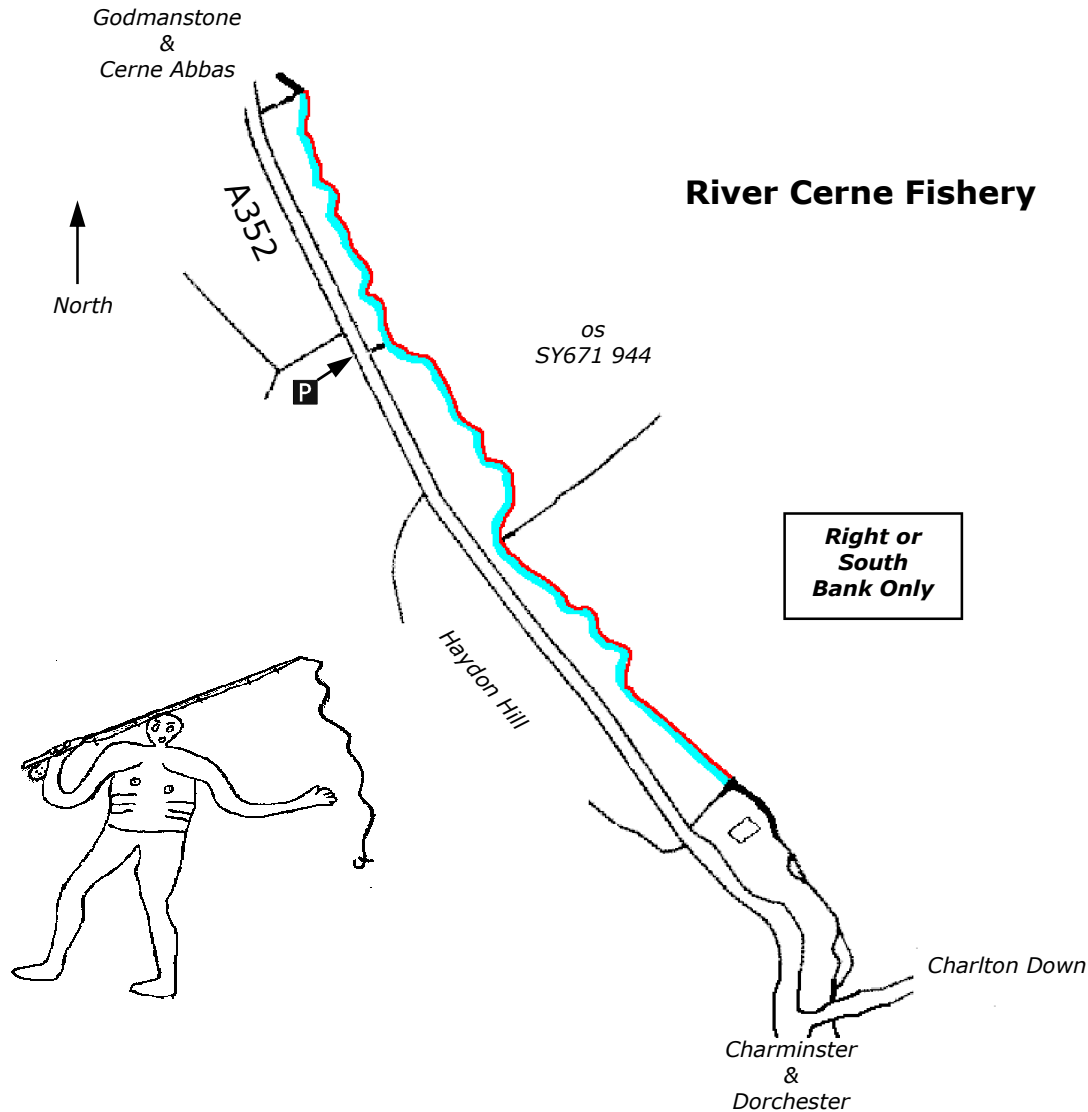 Godmanstone
&
Cerne Abbas
River Cerne Fishery
A352
North
os
SY671 944
P
Right or
South
Bank Only
Haydon Hill
Charlton Down
Charminster
&
Dorchester